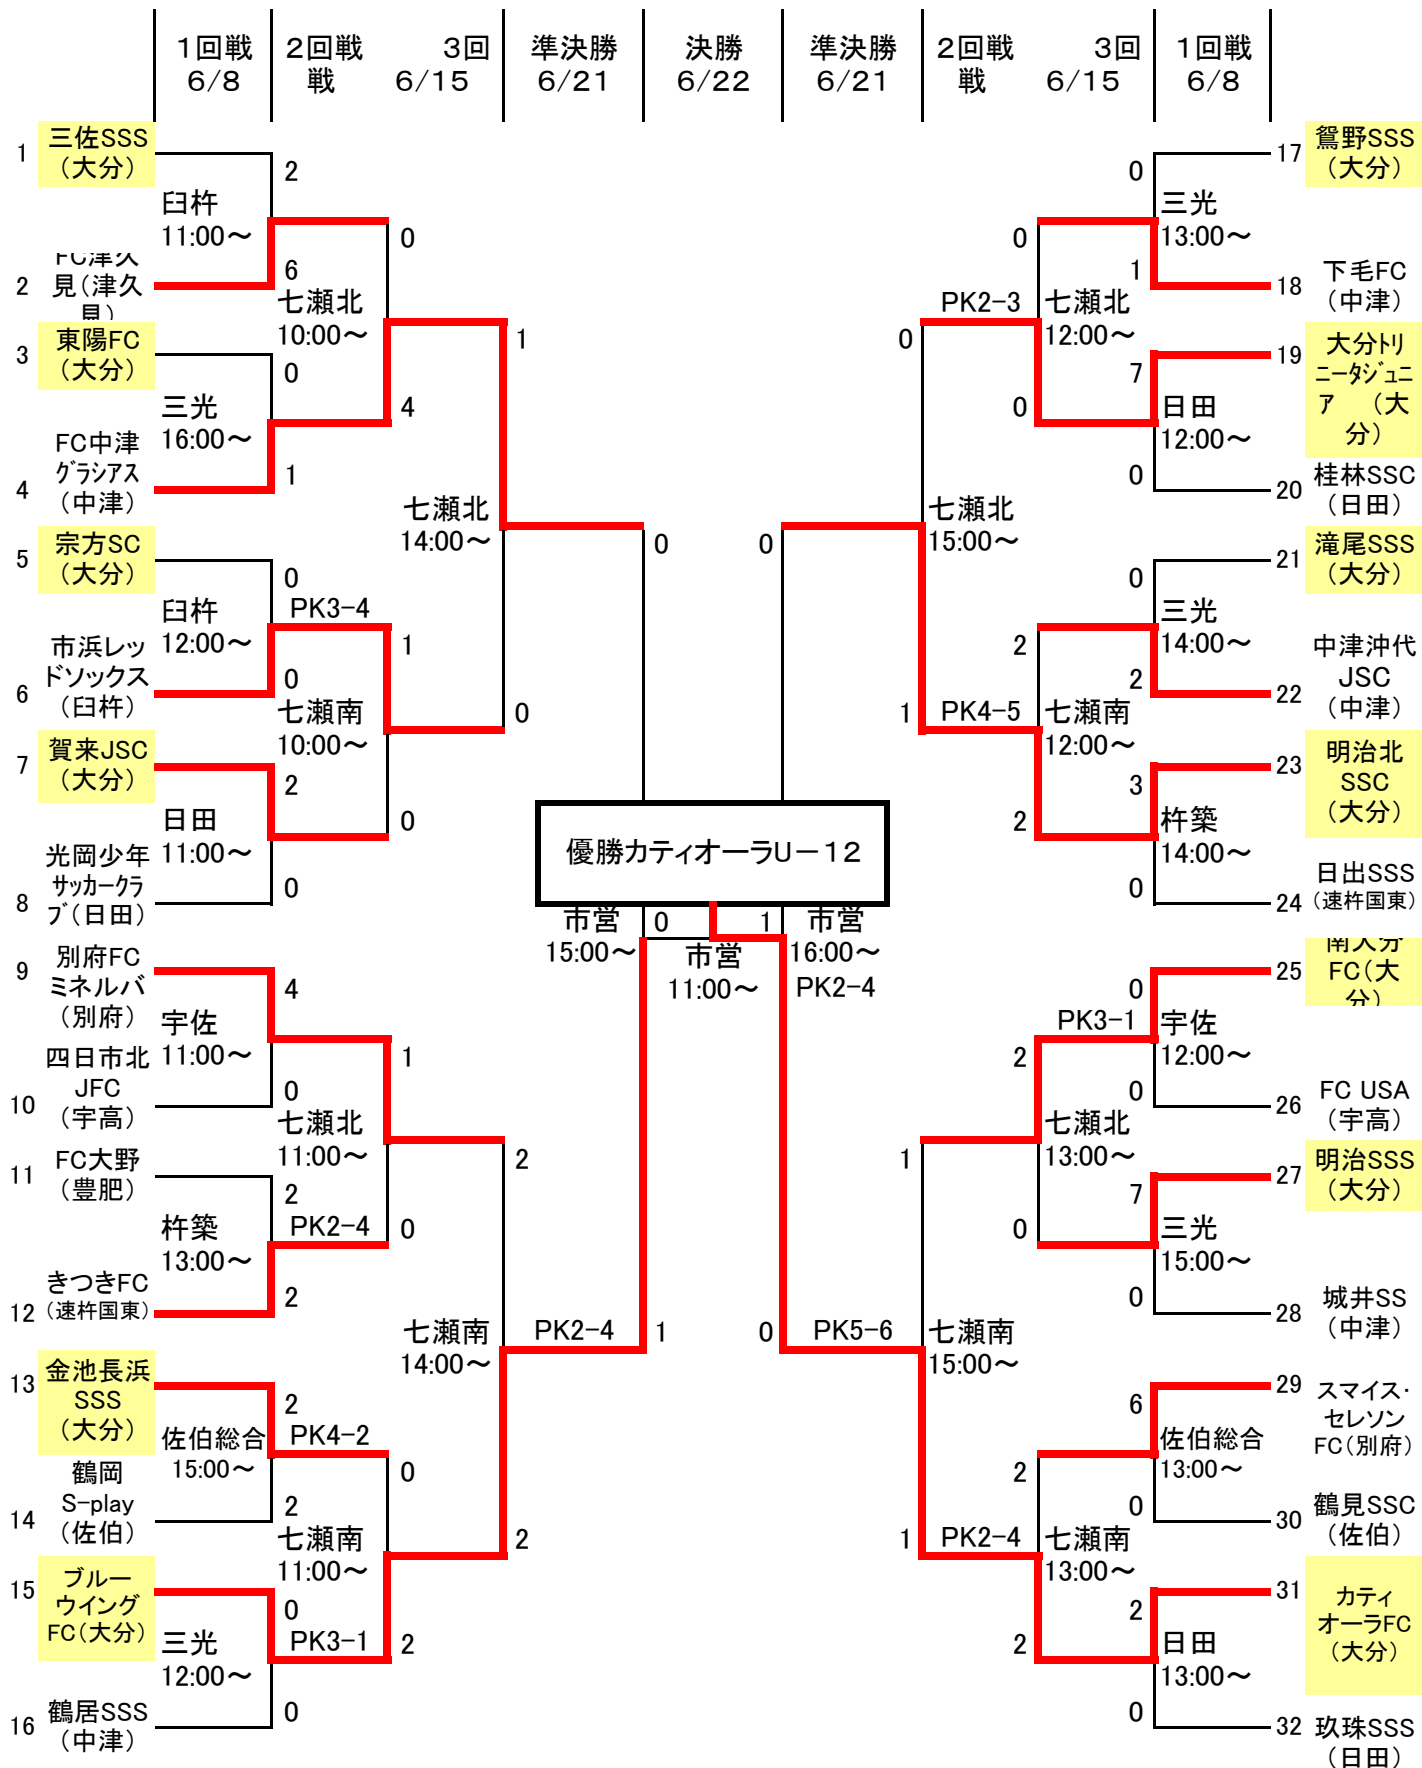 1回戦
6/8
2回戦 3回
戦 6/15
準決勝
6/21
決勝
6/22
準決勝
6/21
2回戦 3回
戦 6/15
1回戦
6/8
1
三佐SSS
(大分)
2
臼杵
11:00～
2
FC津久
見(津久
見)
6
0
七瀬北
10:00～
3
東陽FC
(大分)
0
三光
16:00～
4
4
FC中津
グラシアス
(中津)
1
1
七瀬北
14:00～
5
宗方SC
(大分)
0
臼杵
12:00～
PK3-4
1
6
市浜レッ
ドソックス
(臼杵)
0
七瀬南
10:00～
0
7
賀来JSC
(大分)
2
日田
11:00～
0
8
光岡少年
サッカークラ
ブ(日田)
0
0
9
別府FC
ミネルバ
(別府)
4
宇佐
11:00～
1
10
四日市北
JFC
(宇高)
0
七瀬北
11:00～
11
FC大野
(豊肥)
2
杵築
13:00～
PK2-4
0
2
12
きつきFC
(速杵国東)
2
七瀬南
14:00～
PK2-4
1
13
金池長浜
SSS
(大分)
2
佐伯総合
15:00～
PK4-2
0
14
鶴岡
S-play
(佐伯)
2
七瀬南
11:00～
2
15
ブルー
ウイング
FC(大分)
0
三光
12:00～
PK3-1
2
16
鶴居SSS
(中津)
0
優勝カティオーラU－12
市営
15:00～
0
1
市営
11:00～
市営
16:00～
PK2-4
0
17
鴛野SSS
(大分)
0
三光
13:00～
0
18
下毛FC
(中津)
1
PK2-3
七瀬北
12:00～
0
19
大分トリ
ニータジュニ
ア (大
分)
7
日田
12:00～
0
20
桂林SSC
(日田)
0
七瀬北
15:00～
21
滝尾SSS
(大分)
0
三光
14:00～
2
22
中津沖代
JSC
(中津)
2
1
PK4-5
七瀬南
12:00～
23
明治北
SSC
(大分)
3
杵築
14:00～
2
24
日出SSS
(速杵国東)
0
25
南大分
FC(大
分)
0
PK3-1
宇佐
12:00～
2
26
FC USA
(宇高)
0
七瀬北
13:00～
1
27
明治SSS
(大分)
7
三光
15:00～
0
28
城井SS
(中津)
0
0
PK5-6
七瀬南
15:00～
29
スマイス・
セレソン
FC(別府)
6
佐伯総合
13:00～
2
30
鶴見SSC
(佐伯)
0
1
PK2-4
七瀬南
13:00～
31
カティ
オーラFC
(大分)
2
日田
13:00～
2
32
玖珠SSS
(日田)
0